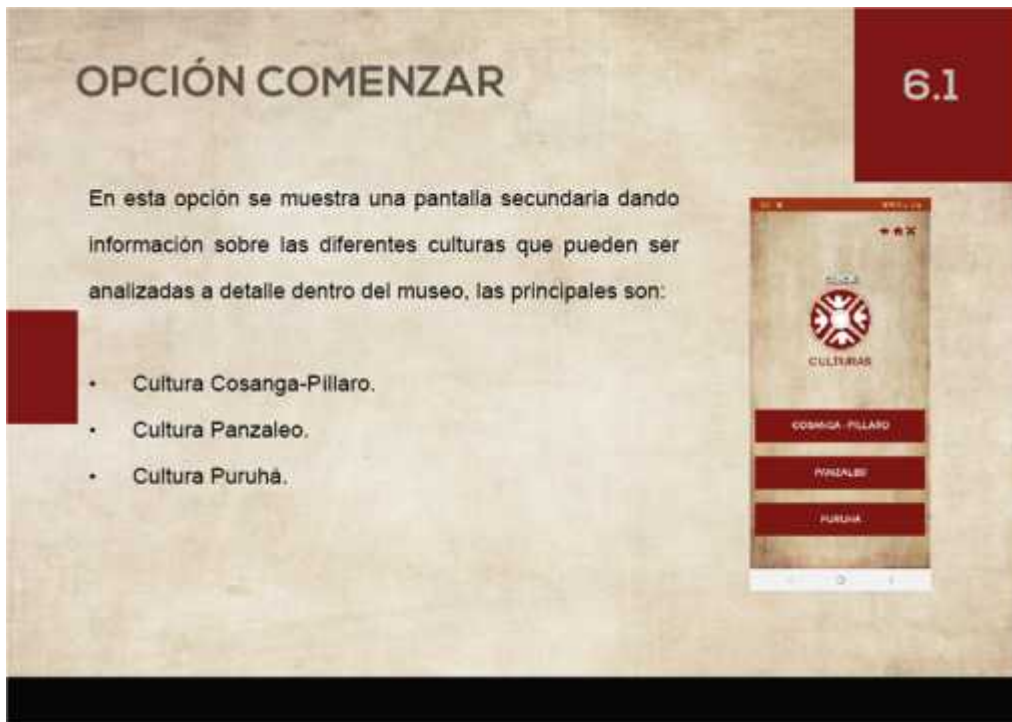 OPCIÓN COMENZAR
6.1
En esta opción se muestra una pantalla secundaria dando
información sobre las diferentes culturas que pueden ser
analizadas a detalle dentro del museo, las principales son:
• Cultura Cosanga-Pillaro.
• Cultura Panzaleo.
• Cultura Puruhá.
CULTURAS
COSANGA - PILLARO
PANZALEO
PURUHÁ